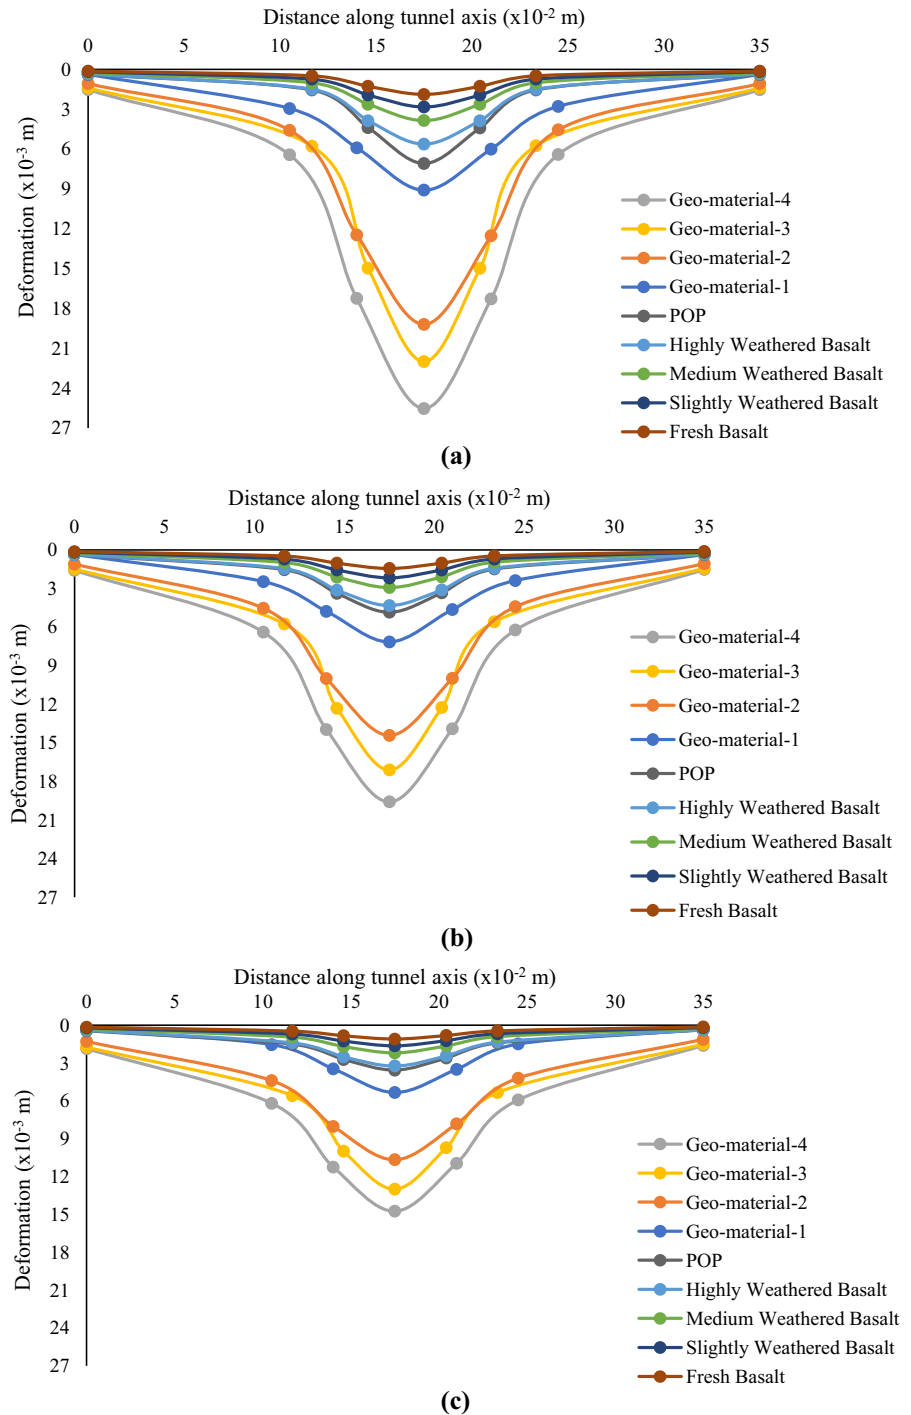 Distance along tunnel axis (x10-2 m)
0 5 10 15 20 25 30 35
Deformation (x10-3 m)
0
3
6
9
12
15
18
21
24
27
Geo-material-4
Geo-material-3
Geo-material-2
Geo-material-1
POP
Highly Weathered Basalt
Medium Weathered Basalt
Slightly Weathered Basalt
Fresh Basalt
(a)
Distance along tunnel axis (x10-2 m)
0 5 10 15 20 25 30 35
Deformation (x10-3 m)
0
3
6
9
12
15
18
21
24
27
Geo-material-4
Geo-material-3
Geo-material-2
Geo-material-1
POP
Highly Weathered Basalt
Medium Weathered Basalt
Slightly Weathered Basalt
Fresh Basalt
(b)
Distance along tunnel axis (x10-2 m)
0 5 10 15 20 25 30 35
Deformation (x10-3 m)
0
3
6
9
12
15
18
21
24
27
Geo-material-4
Geo-material-3
Geo-material-2
Geo-material-1
POP
Highly Weathered Basalt
Medium Weathered Basalt
Slightly Weathered Basalt
Fresh Basalt
(c)